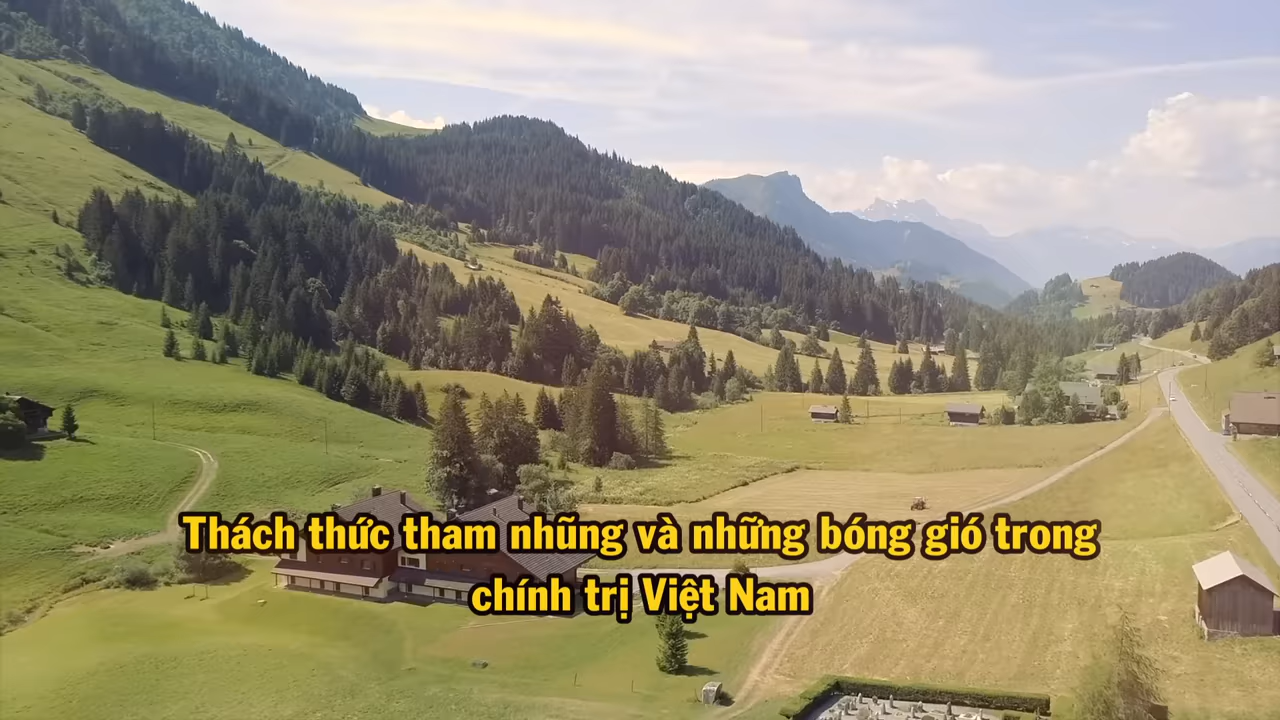 Thách thức tham nhũng và những bóng gió trong
chính trị Việt Nam